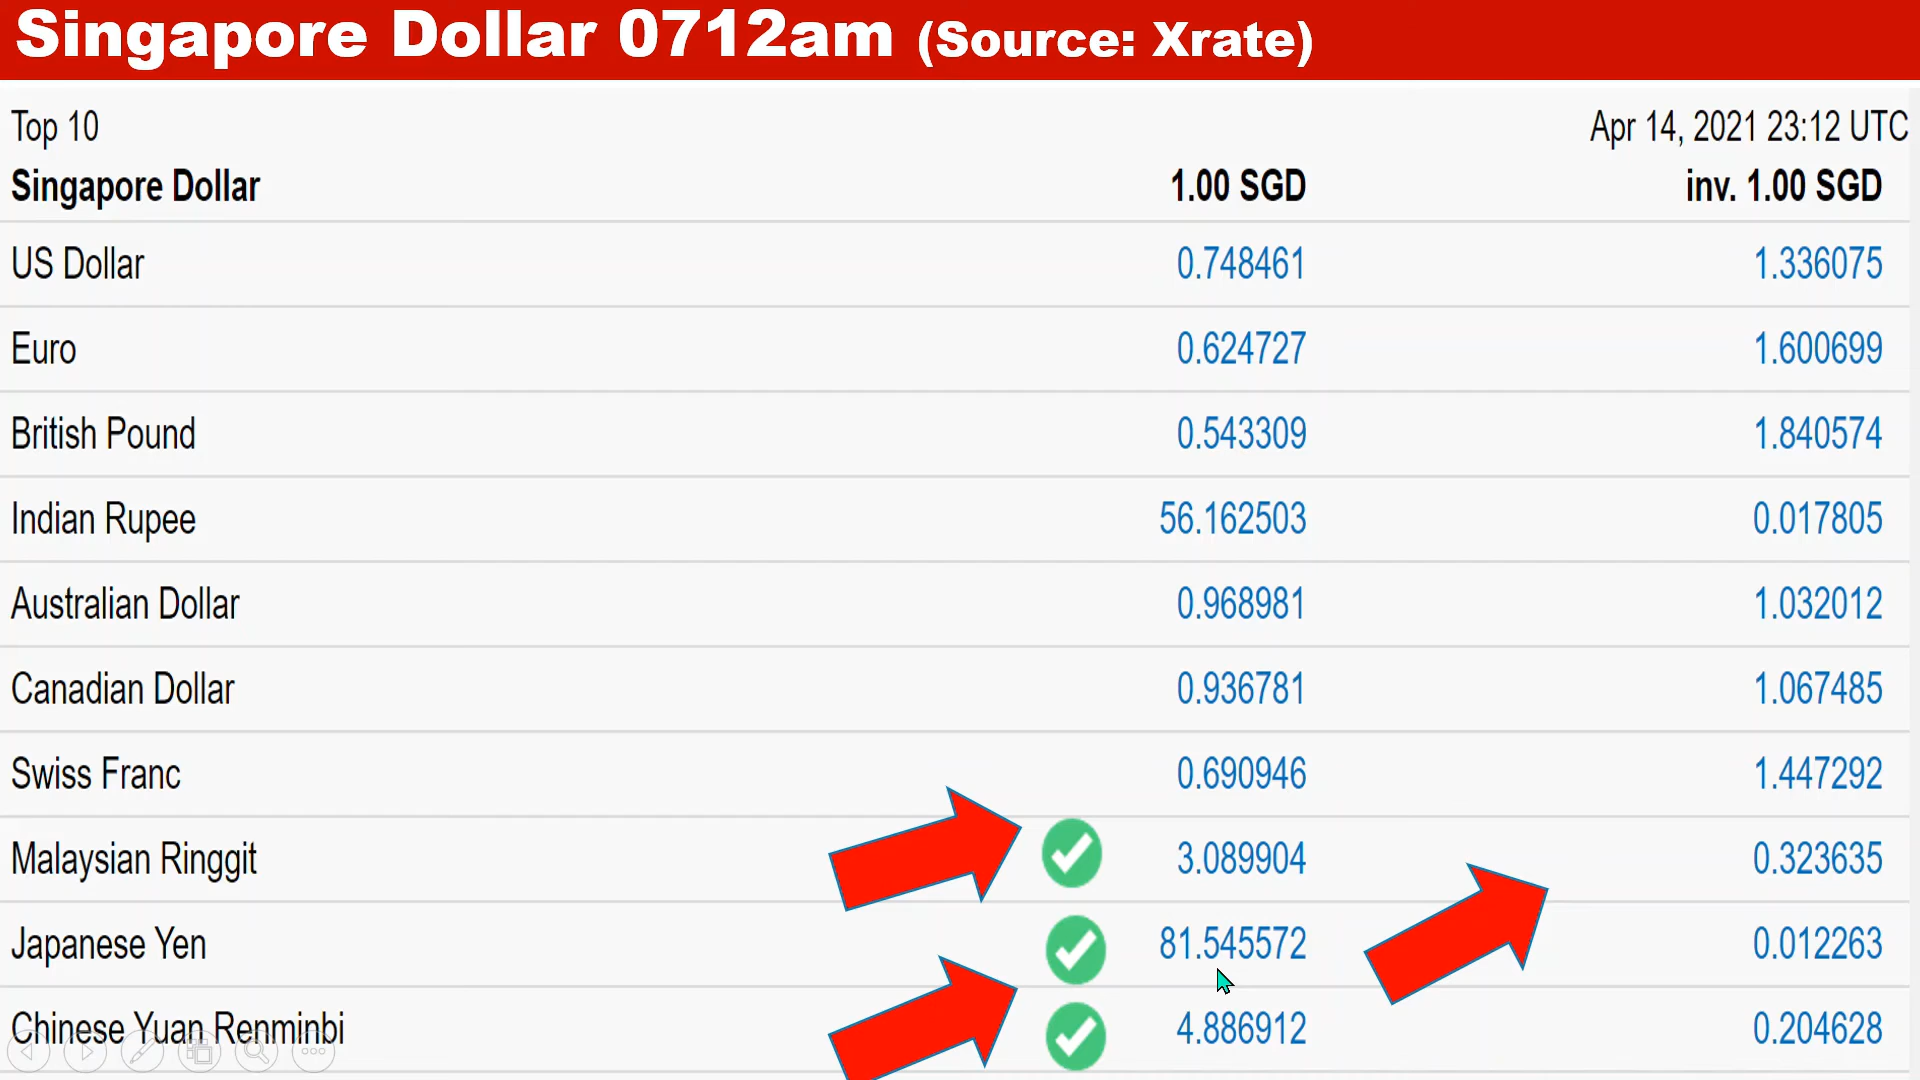 Singapore Dollar 0712am (Source: Xrate)
Top 10 Apr 14, 2021 23:12 UTC
Singapore Dollar 1.00 SGD inv. 1.00 SGD
US Dollar 0.748461 1.336075
Euro 0.624727 1.600699
British Pound 0.543309 1.840574
Indian Rupee 56.162503 0.017805
Australian Dollar 0.968981 1.032012
Canadian Dollar 0.936781 1.067485
Swiss Franc 0.690946 1.447292
Malaysian Ringgit 3.089904 0.323635
Japanese Yen 81.545572 0.012263
Chinese Yuan Renminbi 4.886912 0.204628